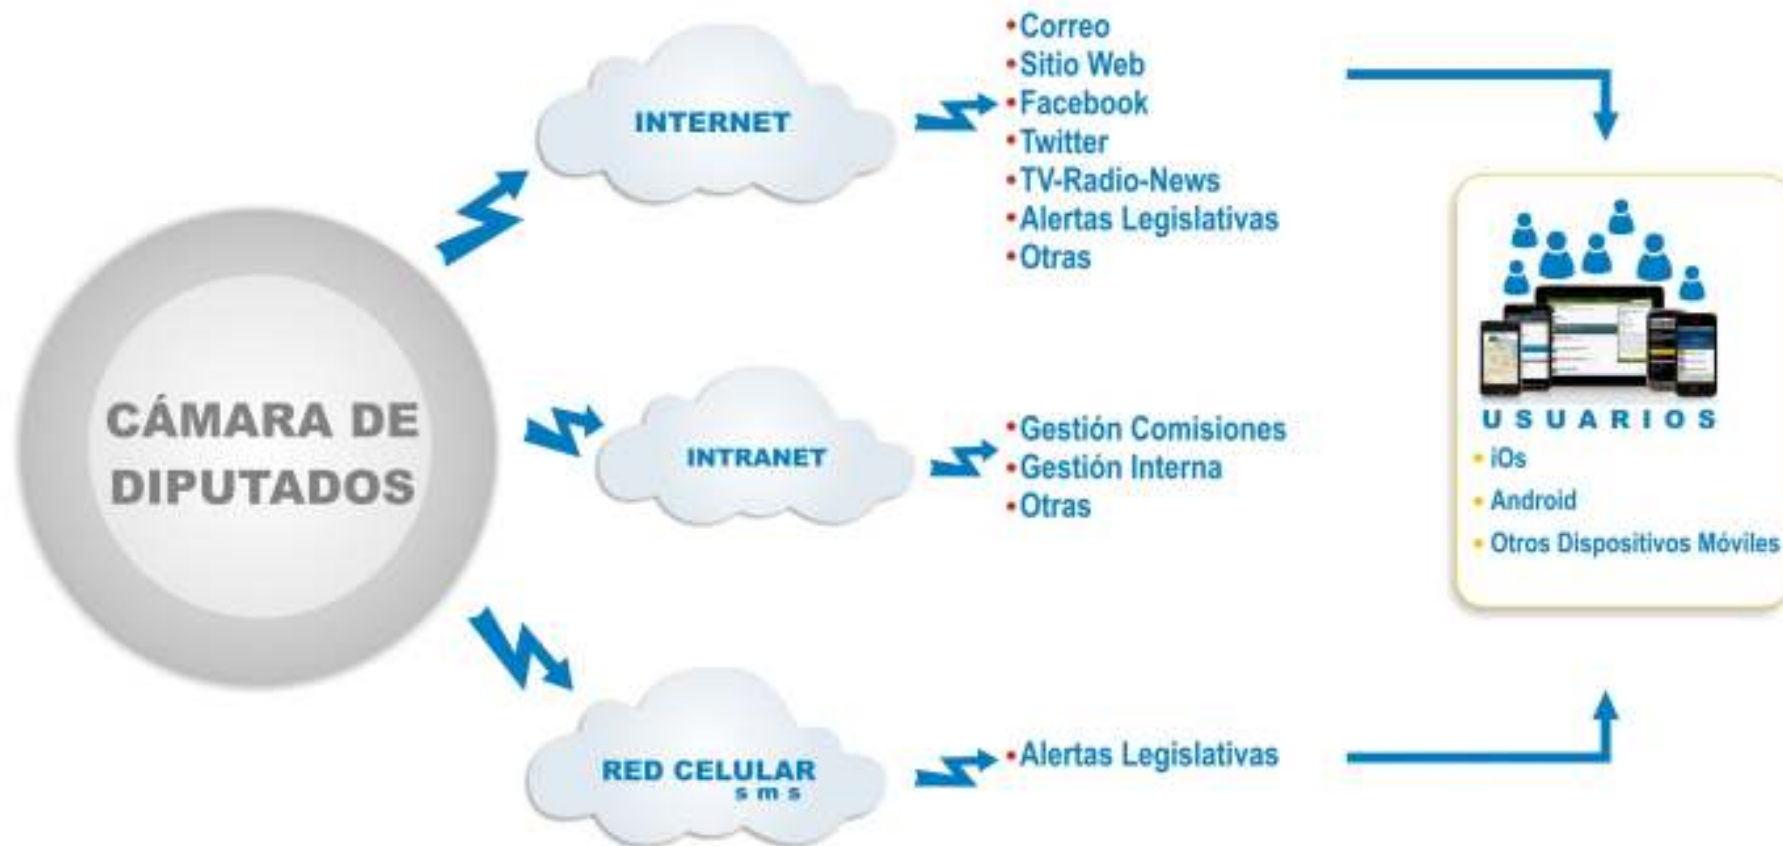 CÁMARA DE
DIPUTADOS
INTERNET
•Correo
•Sitio Web
•Facebook
•Twitter
•TV-Radio-News
•Alertas Legislativas
•Otras
INTRANET
•Gestión Comisiones
•Gestión Interna
•Otras
RED CELULAR
sms
•Alertas Legislativas
USUARIOS
• iOs
• Android
• Otros Dispositivos Móviles